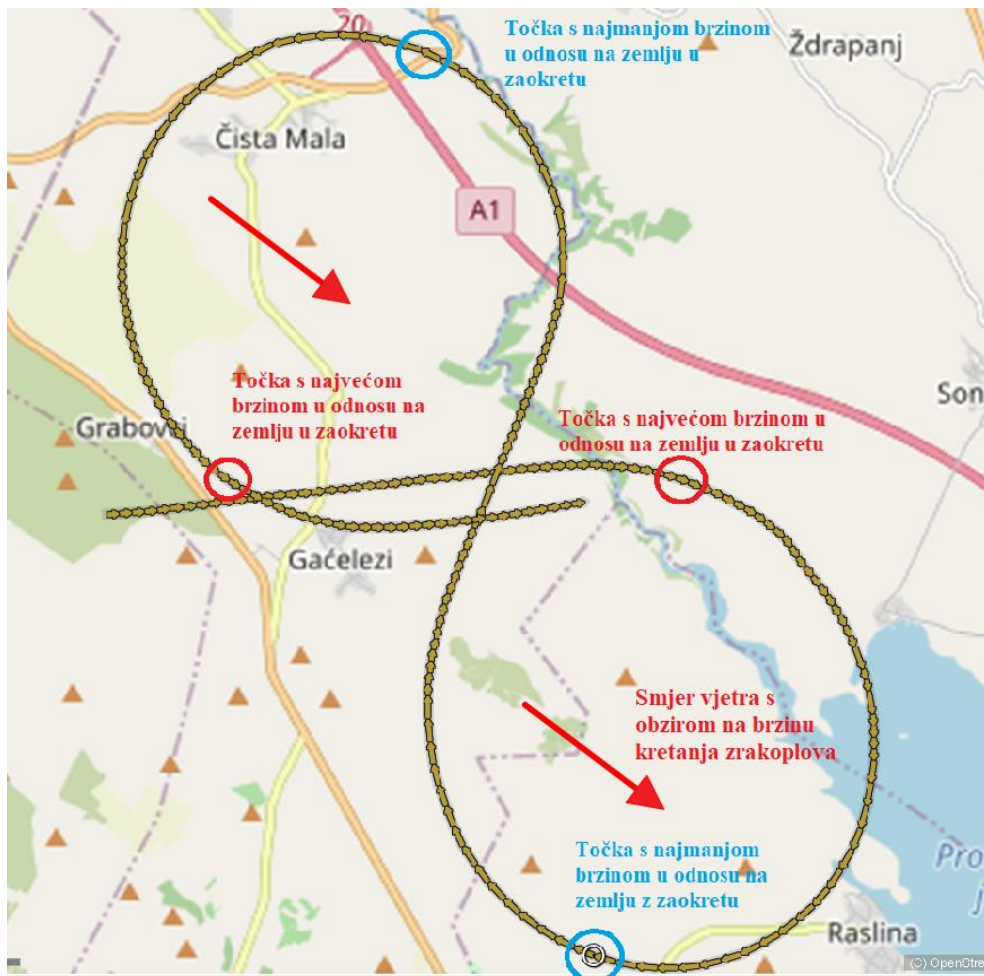 20
Točka s najmanjom brzinom
u odnosu na zemlju u
zaokretu
Ždrapanj
Čista Mala
A1
Točka s najvećom
brzinom u odnosu na
zemlju u zaokretu
Točka s najvećom brzinom u
odnosu na zemlju u zaokretu
Son
Grabovci
Gaćelezi
Smjer vjetra s
obzirom na brzinu
kretanja zrakoplova
Točka s najmanjom
brzinom u odnosu na
zemlju z zaokretu
Pro
j
Raslina
(C) OpenStre